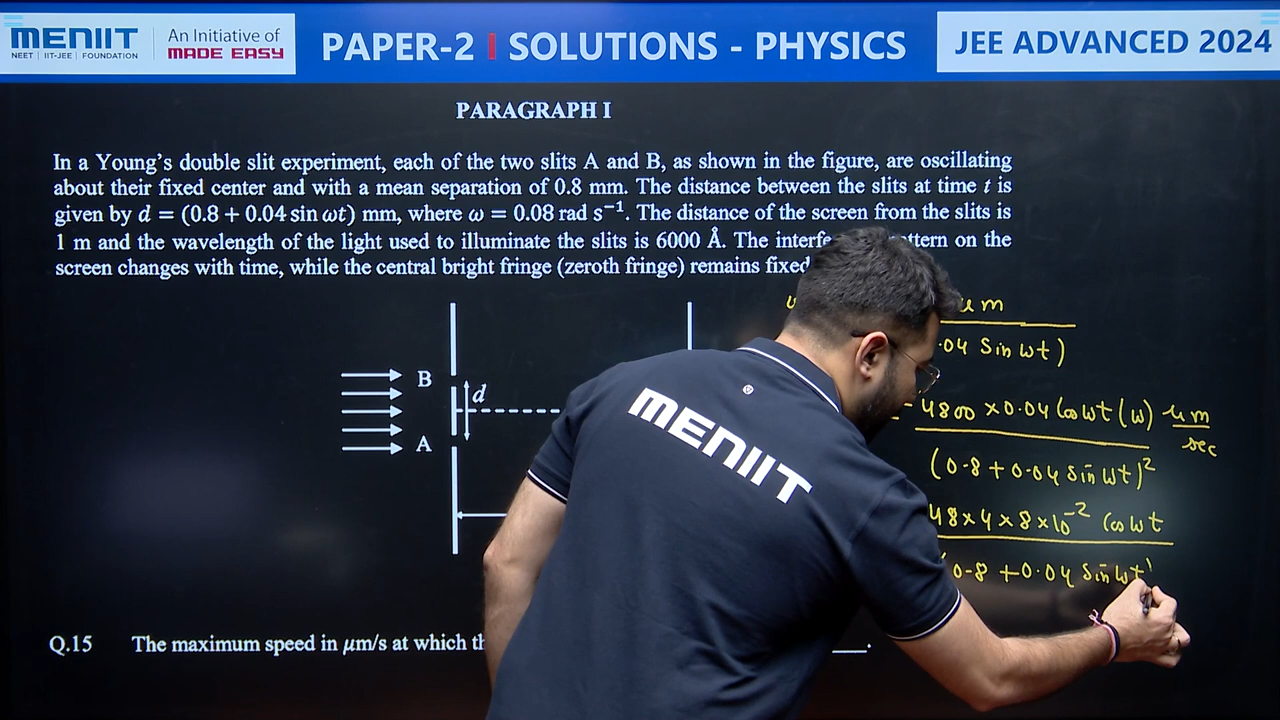 MENIIT
NEET | IIT-JEE | FOUNDATION
An Initiative of
MADE EASY
PAPER-2 | SOLUTIONS - PHYSICS
JEE ADVANCED 2024
PARAGRAPH I
In a Young's double slit experiment, each of the two slits A and B, as shown in the figure, are oscillating
about their fixed center and with a mean separation of 0.8 mm. The distance between the slits at time t is
given by d = (0.8 + 0.04 sin ωt) mm, where ω = 0.08 rad s⁻¹. The distance of the screen from the slits is
1 m and the wavelength of the light used to illuminate the slits is 6000 Å. The interfe ttern on the
screen changes with time, while the central bright fringe (zeroth fringe) remains fixed
B
d
A
μm
.04 Sin ωt)
= 4800 × 0.04 Cos ωt (ω) μm/sec
(0.8 + 0.04 Sin ωt)²
48 × 4 × 8 × 10⁻² Cos ωt
0.8 + 0.04 Sin ωt)
MENIIT
Q.15 The maximum speed in μm/s at which th